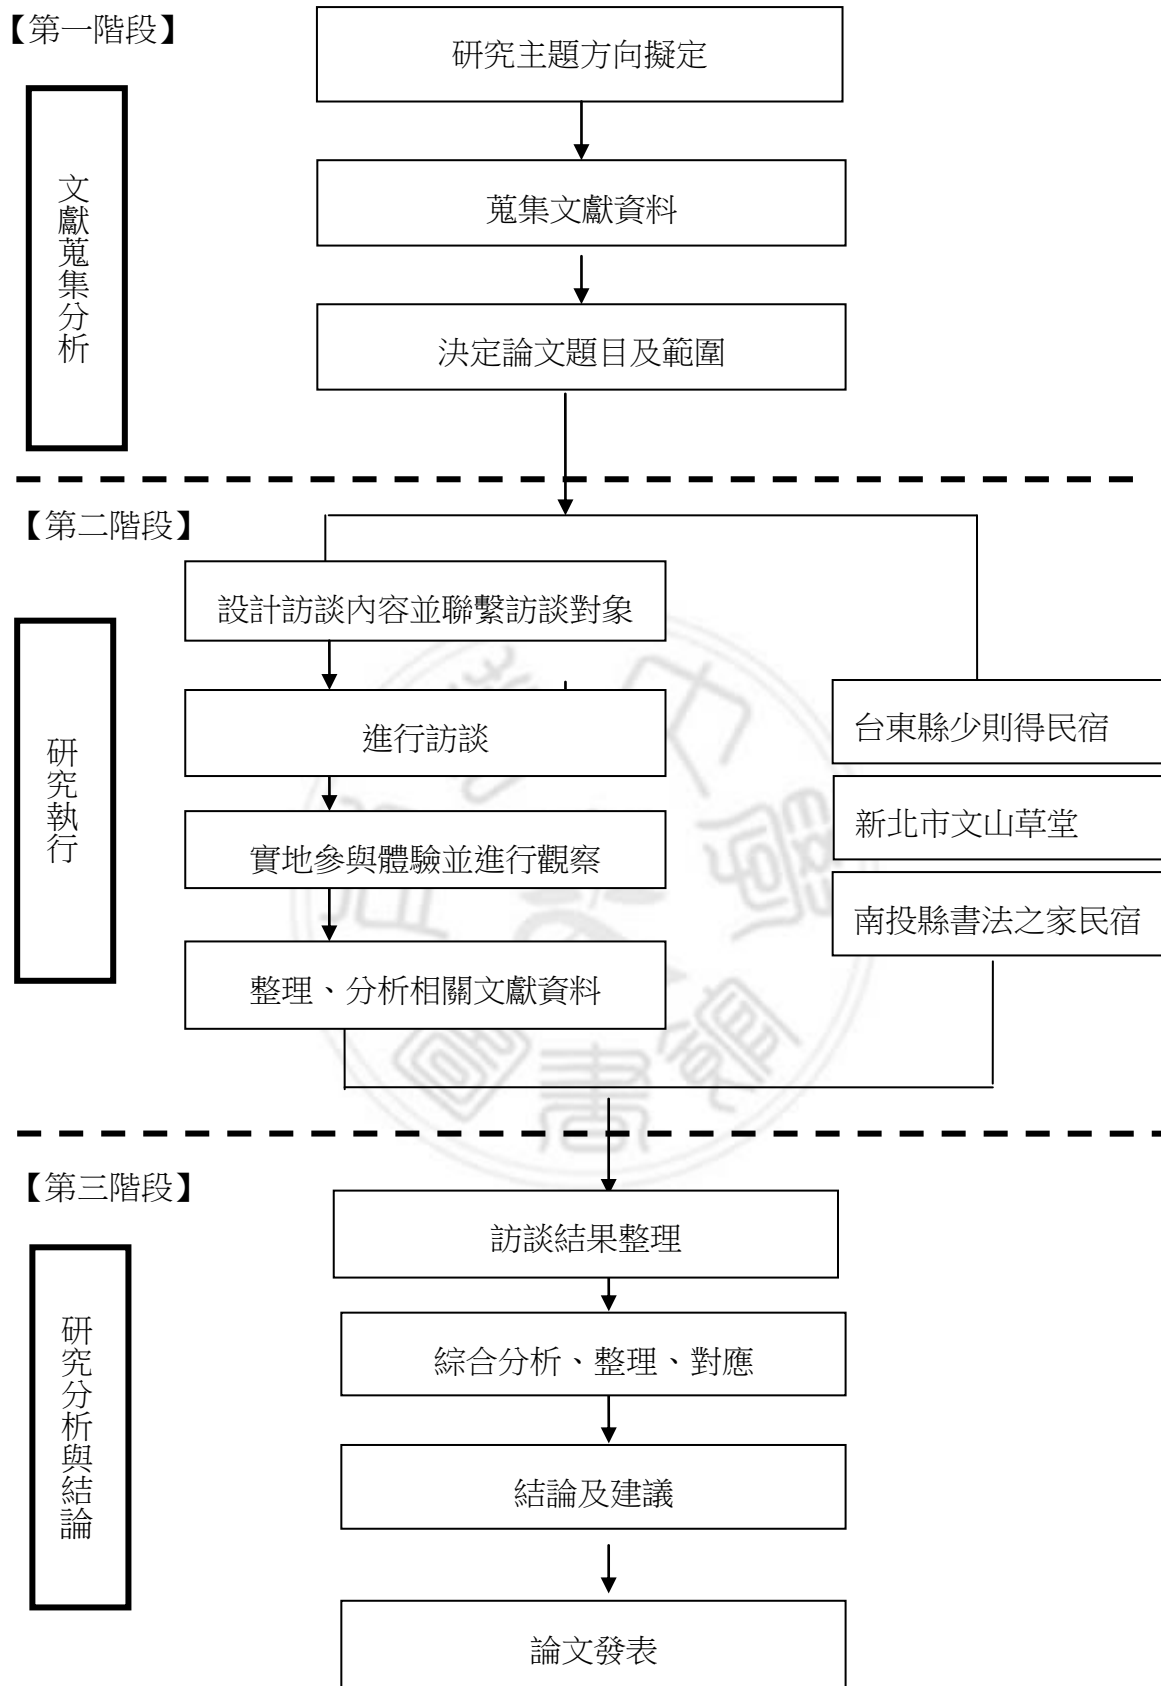 【第一階段】
研究主題方向擬定
文獻蒐集分析
蒐集文獻資料
決定論文題目及範圍
【第二階段】
設計訪談內容並聯繫訪談對象
研究執行
進行訪談
實地參與體驗並進行觀察
整理、分析相關文獻資料
台東縣少則得民宿
新北市文山草堂
南投縣書法之家民宿
【第三階段】
訪談結果整理
研究分析與結論
綜合分析、整理、對應
結論及建議
論文發表